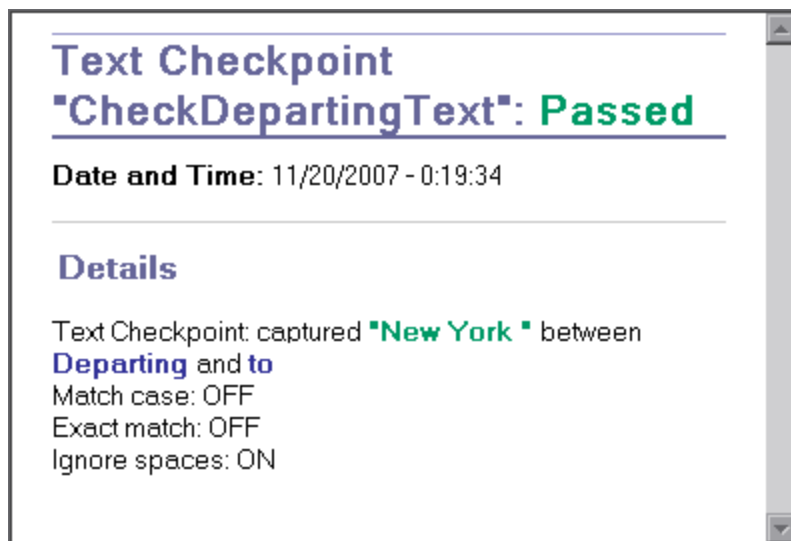 Text Checkpoint
"CheckDepartingText": Passed
Date and Time: 11/20/2007 - 0:19:34
Details
Text Checkpoint: captured "New York " between
Departing and to
Match case: OFF
Exact match: OFF
Ignore spaces: ON